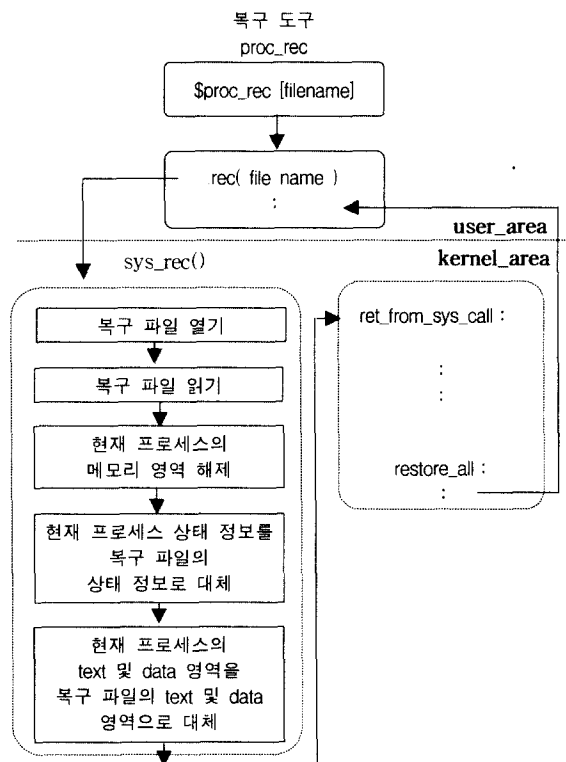 복구 도구
proc_rec
$proc_rec [filename]
rec( file name )
:
user_area
kernel_area
sys_rec()
복구 파일 열기
복구 파일 읽기
현재 프로세스의
메모리 영역 해제
현재 프로세스 상태 정보를
복구 파일의
상태 정보로 대체
현재 프로세스의
text 및 data 영역을
복구 파일의 text 및 data
영역으로 대체
ret_from_sys_call :
:
:
restore_all :
: